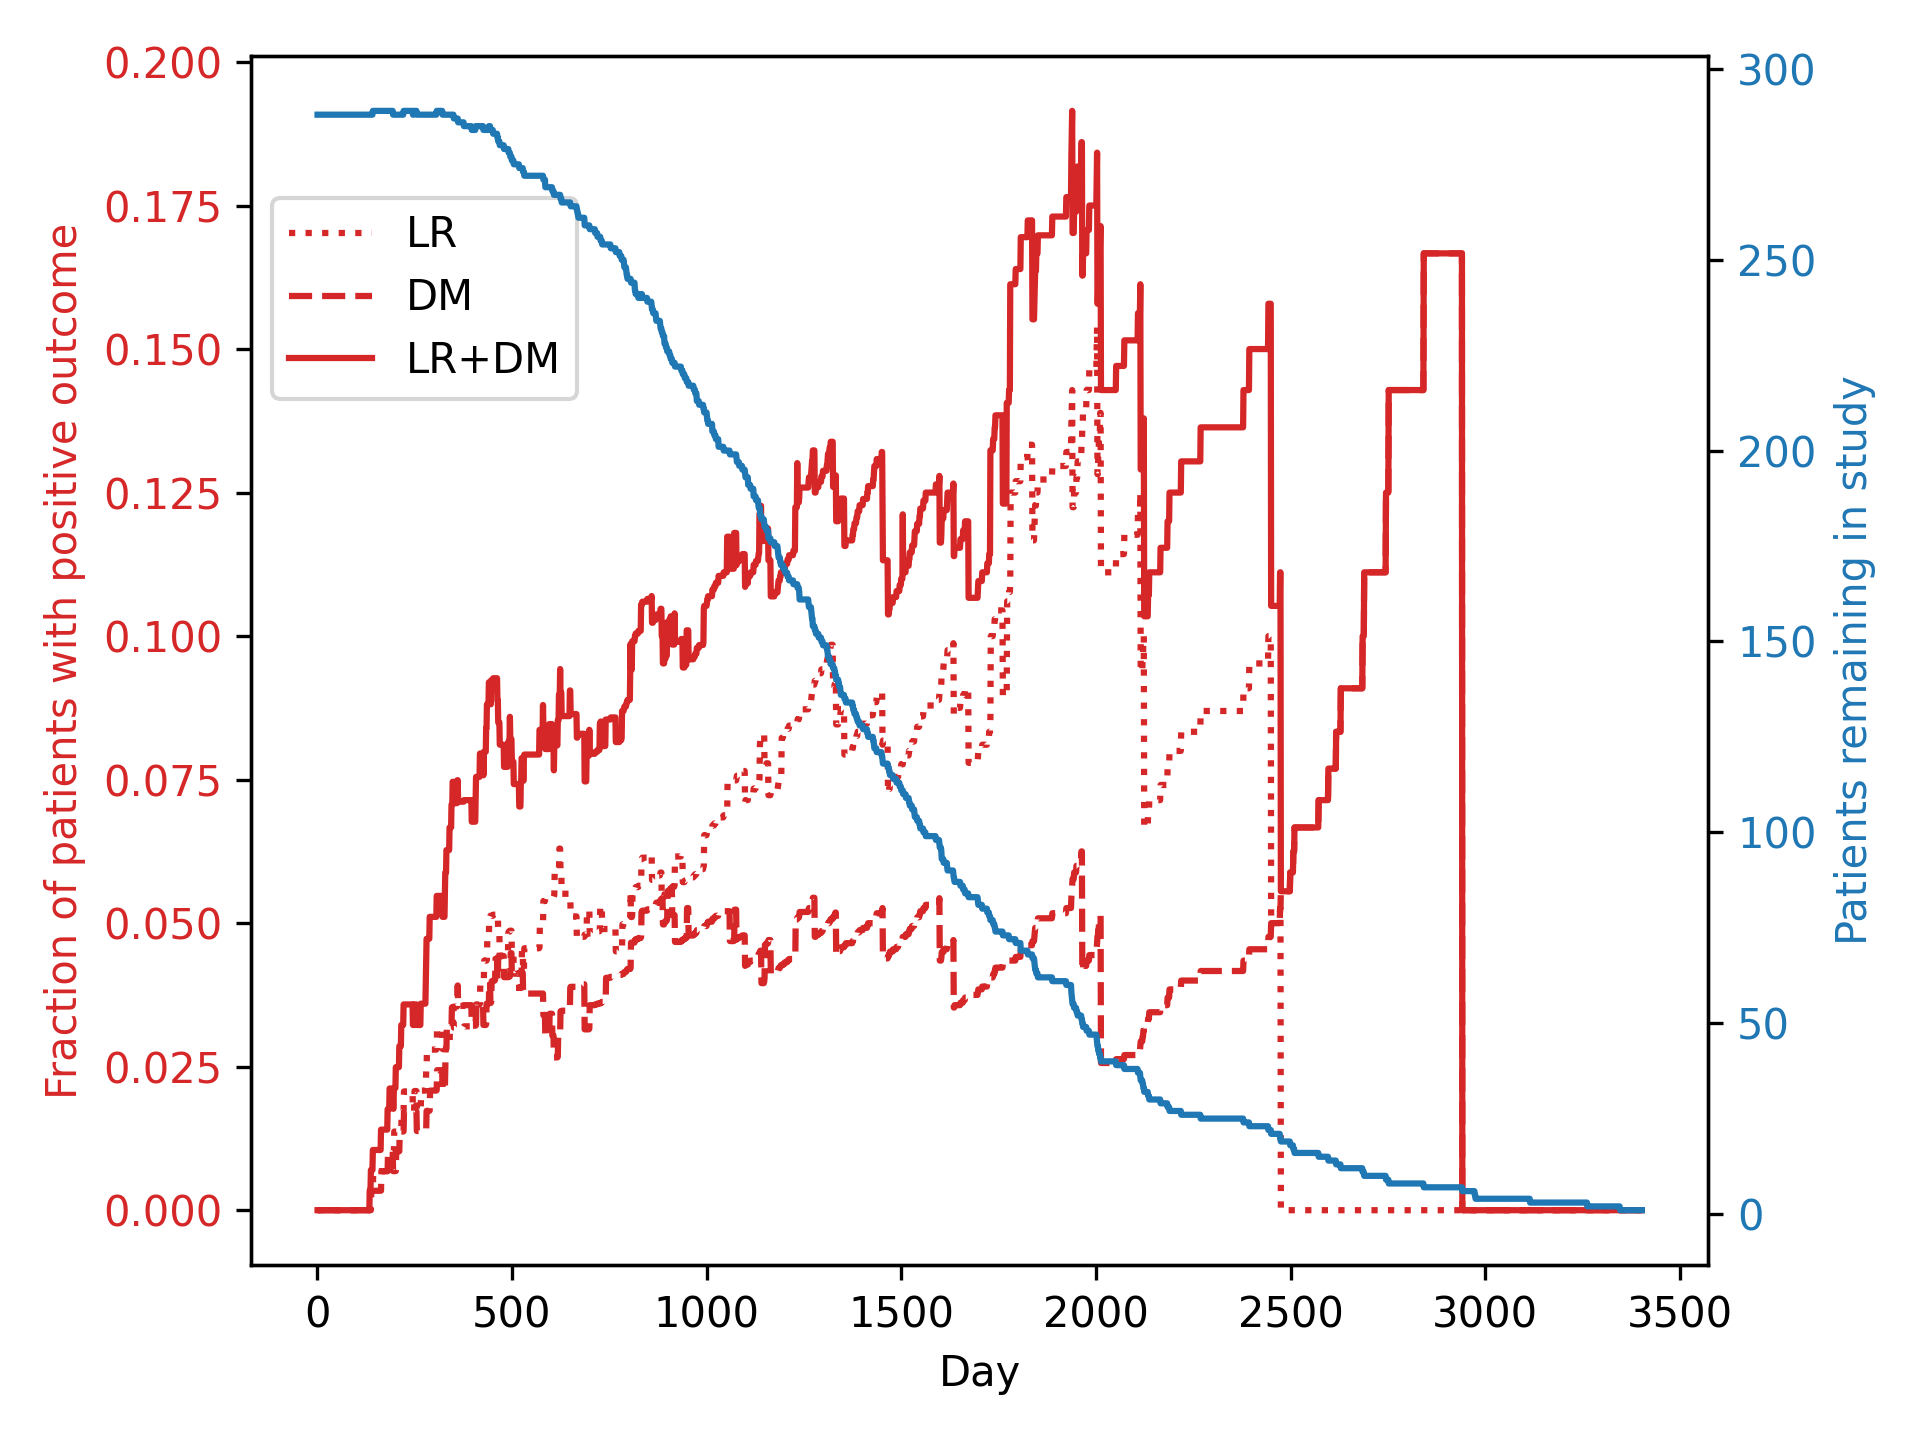 0.200
0.175
0.150
0.125
0.100
0.075
0.050
0.025
0.000
Fraction of patients with positive outcome
LR
DM
LR+DM
300
250
200
150
100
50
0
Patients remaining in study
0 500 1000 1500 2000 2500 3000 3500
Day